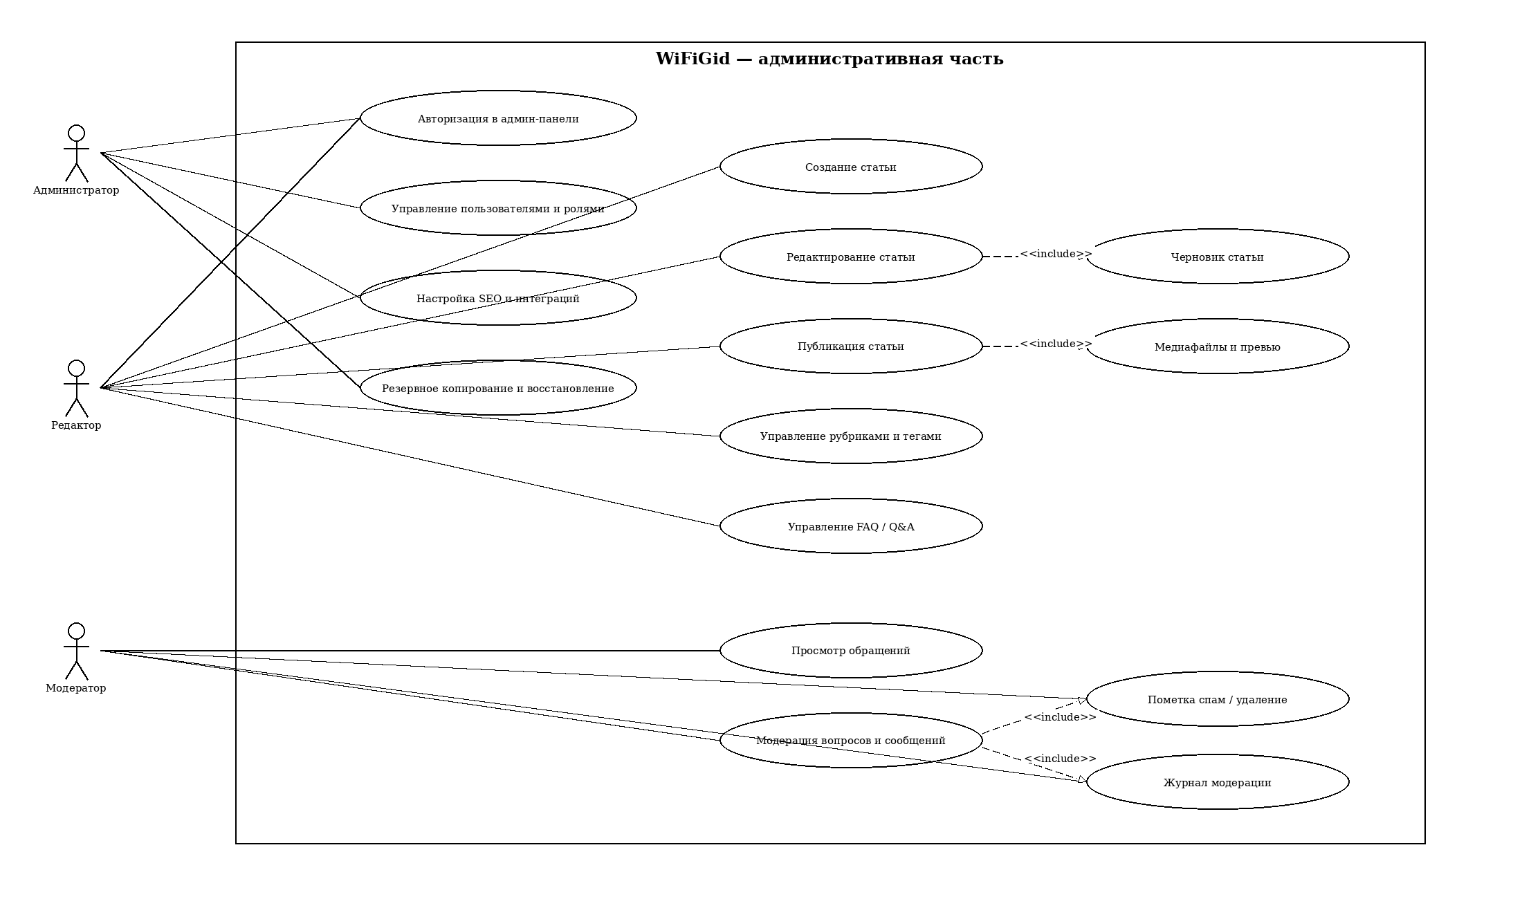 WiFiGid — административная часть
Авторизация в админ-панели
Администратор
Создание статьи
Управление пользователями и ролями
Редактирование статьи
<<include>>
Черновик статьи
Настройка SEO и интеграций
Публикация статьи
<<include>>
Медиафайлы и превью
Резервное копирование и восстановление
Редактор
Управление рубриками и тегами
Управление FAQ / Q&A
Просмотр обращений
Модератор
Пометка спам / удаление
<<include>>
Модерация вопросов и сообщений
<<include>>
Журнал модерации